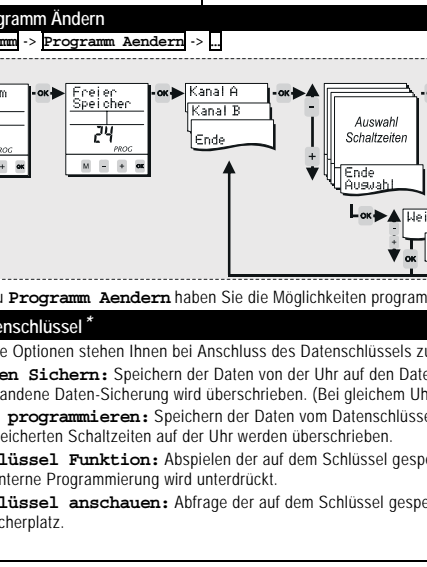 gramm Ändern
mm -> Programm Aendern -> ...
m
PROG
+ OK
OK
Freier
Speicher
24
PROG
M - + OK
OK
Kanal A
Kanal B
Ende
OK
-
+
Auswahl
Schaltzeiten
Ende
Auswahl
OK
-
+
Wei
OK
u Programm Aendern haben Sie die Möglichkeiten program
enschlüssel *
e Optionen stehen Ihnen bei Anschluss des Datenschlüssels zu
en Sichern: Speichern der Daten von der Uhr auf den Date
andene Daten-Sicherung wird überschrieben. (Bei gleichem Uh
programmieren: Speichern der Daten vom Datenschlüsse
eicherten Schaltzeiten auf der Uhr werden überschrieben.
lüssel Funktion: Abspielen der auf dem Schlüssel gespe
nterne Programmierung wird unterdrückt.
lüssel anschauen: Abfrage der auf dem Schlüssel gespe
cherplatz.